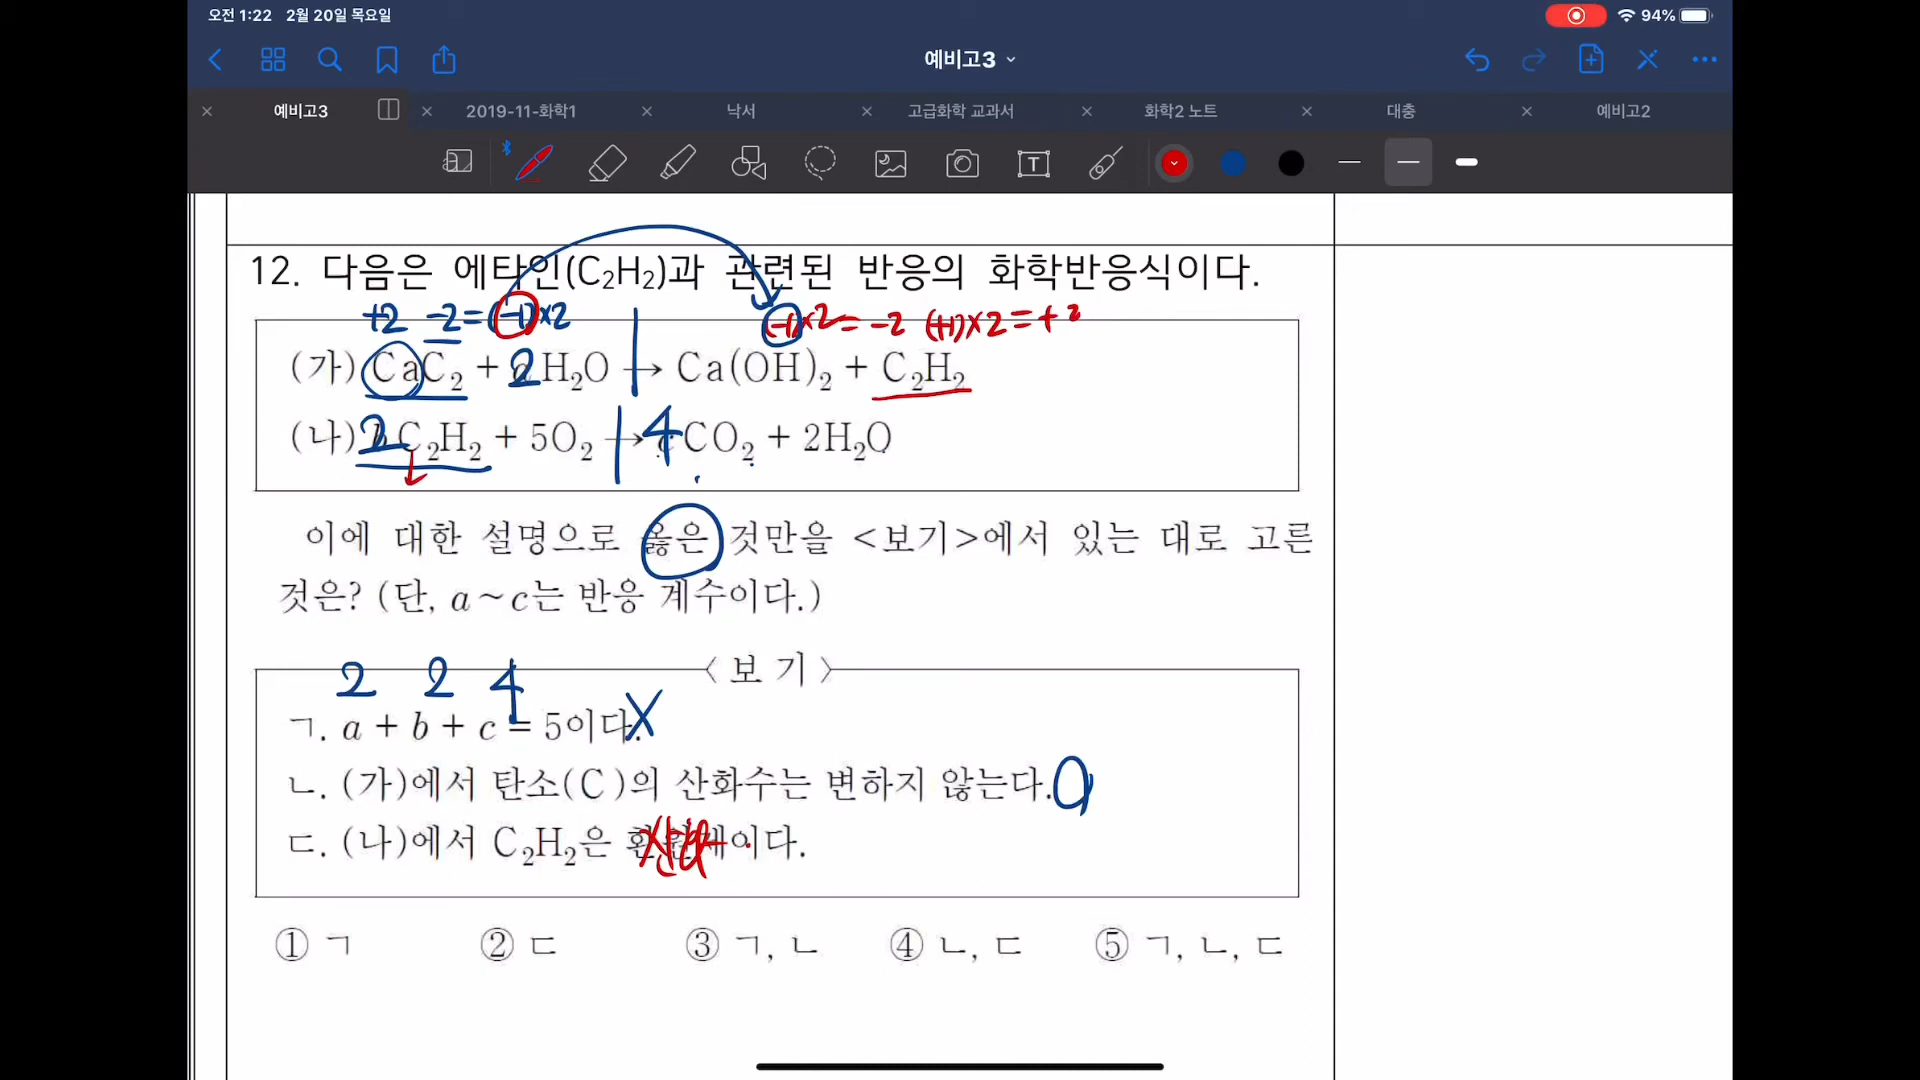 오전 1:22 2월 20일 목요일
94%
예비고3
예비고3 2019-11-화학1 낙서 고급화학 교과서 화학2 노트 대충 예비고2
12. 다음은 에타인(C₂H₂)과 관련된 반응의 화학반응식이다.
+2 -2=(-1)×2 (-1)×2=-2 (+1)×2=+2
(가) CaC₂ + 2H₂O → Ca(OH)₂ + C₂H₂
(나) 2C₂H₂ + 5O₂ → 4CO₂ + 2H₂O
이에 대한 설명으로 옳은 것만을 <보기>에서 있는 대로 고른
것은? (단, a~c는 반응 계수이다.)
〈보 기〉
2 2 4
ㄱ. a + b + c = 5이다. X
ㄴ. (가)에서 탄소(C)의 산화수는 변하지 않는다. O
ㄷ. (나)에서 C₂H₂은 환원제이다.
산화
① ㄱ ② ㄷ ③ ㄱ, ㄴ ④ ㄴ, ㄷ ⑤ ㄱ, ㄴ, ㄷ